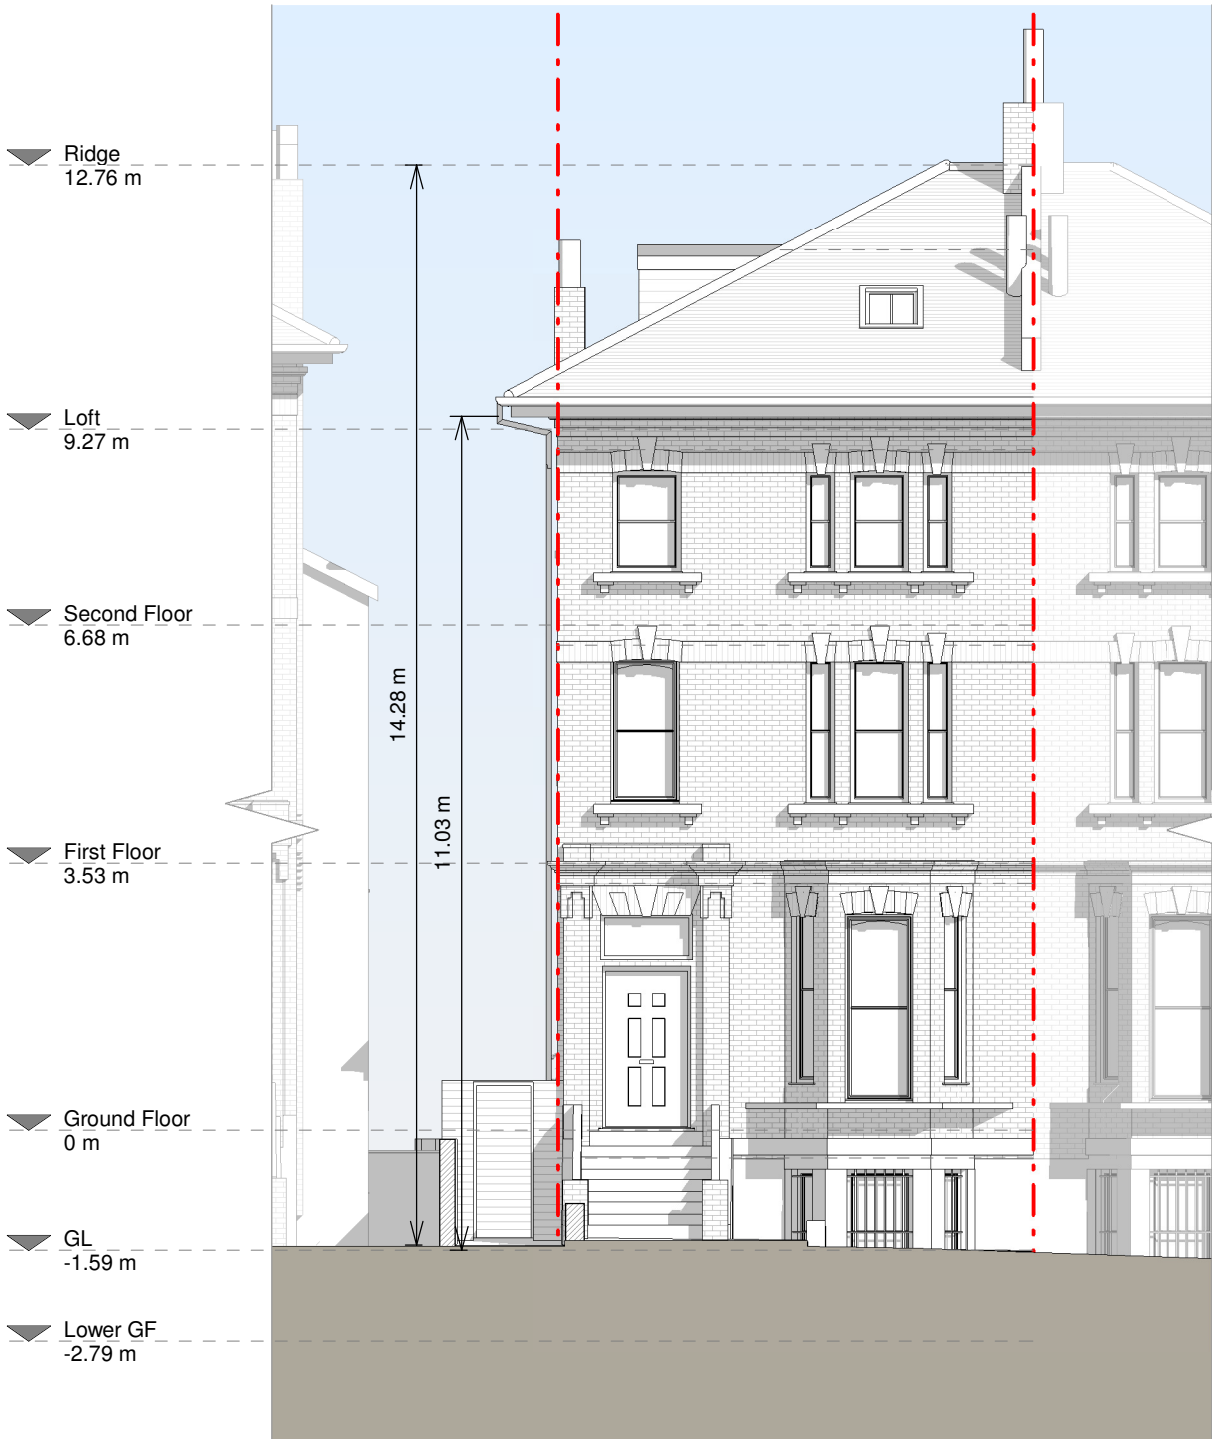 Ridge
12.76 m
Loft
9.27 m
Second Floor
6.68 m
14.28 m
11.03 m
First Floor
3.53 m
Ground Floor
0 m
GL
-1.59 m
Lower GF
-2.79 m